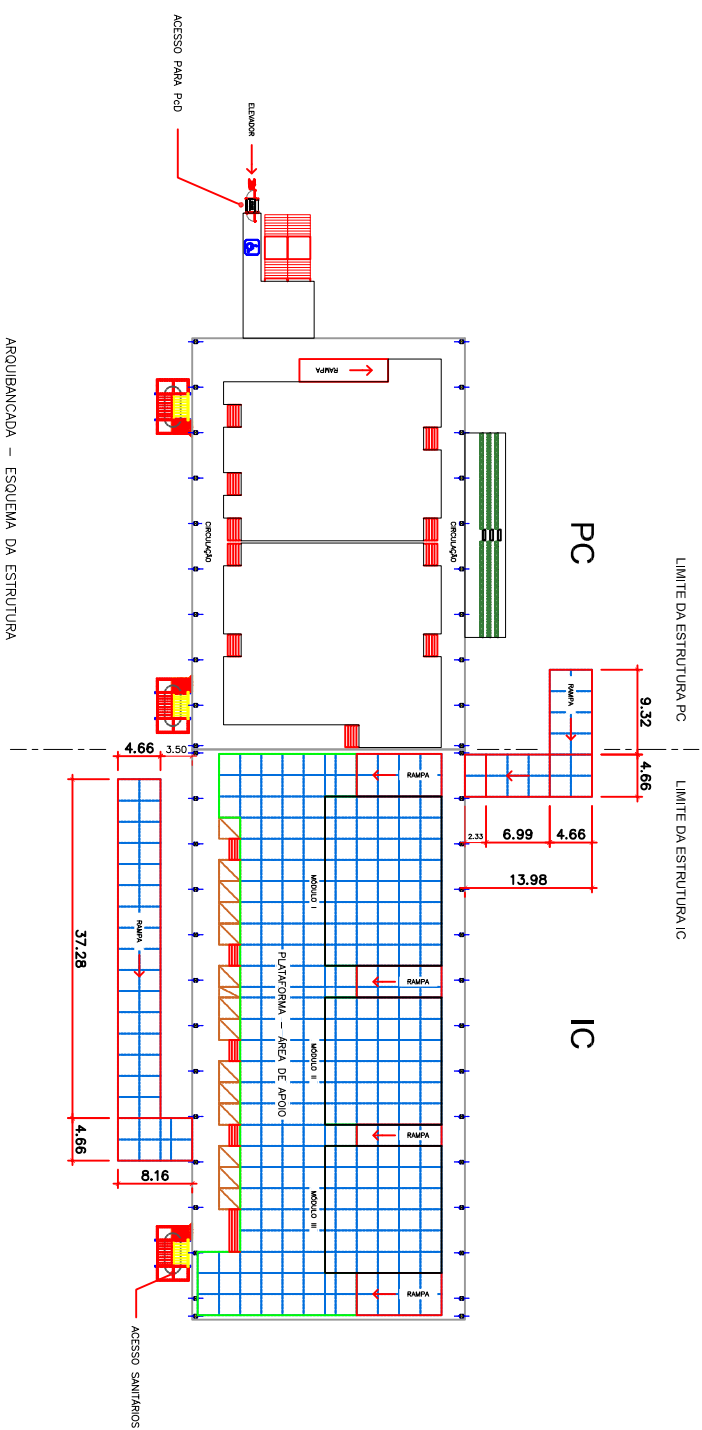 ARQUIBANCADA – ESQUEMA DA ESTRUTURA
ACESSO PARA PcD
ELEVADOR
RAMPA
CIRCULAÇÃO
CIRCULAÇÃO
PC
LIMITE DA ESTRUTURA PC
LIMITE DA ESTRUTURA IC
IC
RAMPA
9.32
4.66
2.33
6.99
4.66
13.98
4.66
3.50
RAMPA
37.28
4.66
8.16
RAMPA
MÓDULO I
RAMPA
PLATAFORMA – ÁREA DE APOIO
MÓDULO II
RAMPA
MÓDULO III
RAMPA
ACESSO SANITÁRIOS